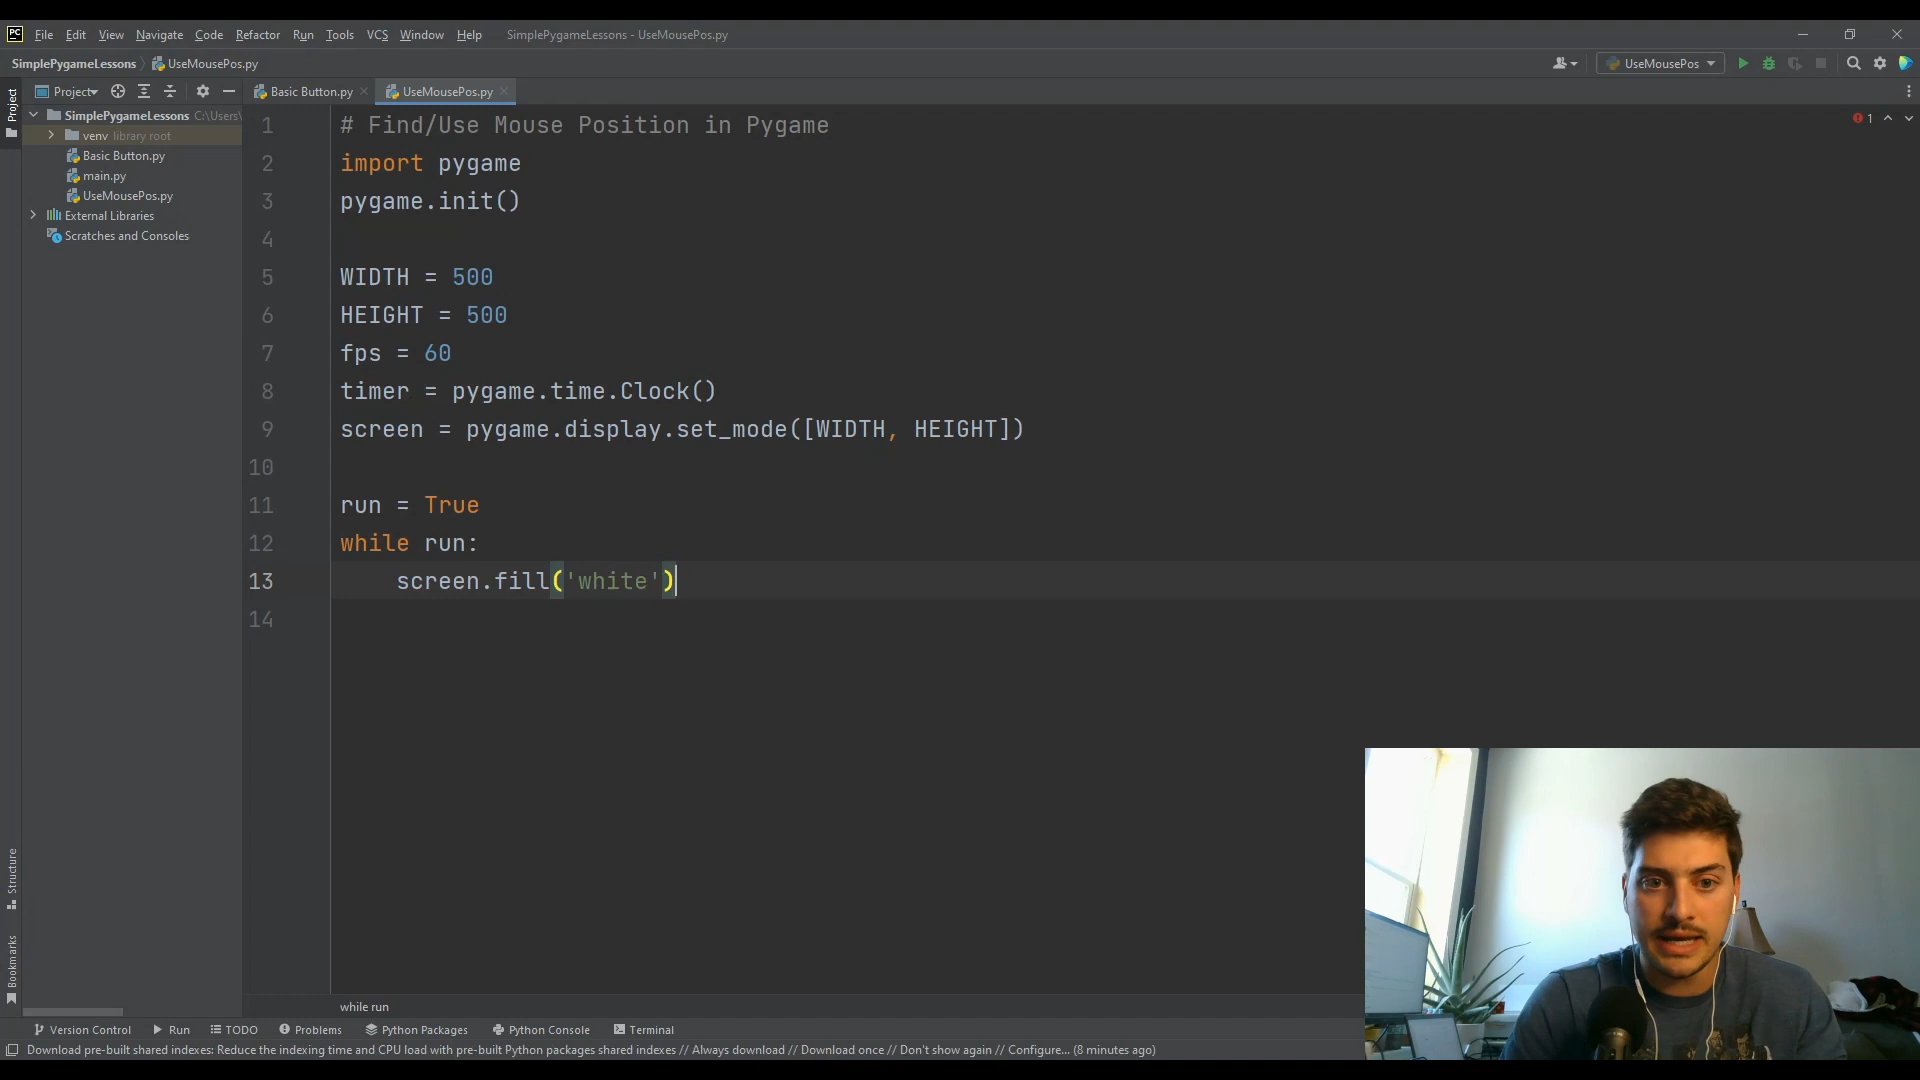 PC File Edit View Navigate Code Refactor Run Tools VCS Window Help SimplePygameLessons - UseMousePos.py
SimplePygameLessons UseMousePos.py UseMousePos
Project Basic Button.py UseMousePos.py
Project
SimplePygameLessons C:\Users\
venv library root
Basic Button.py
main.py
UseMousePos.py
External Libraries
Scratches and Consoles
1 # Find/Use Mouse Position in Pygame
2 import pygame
3 pygame.init()
4
5 WIDTH = 500
6 HEIGHT = 500
7 fps = 60
8 timer = pygame.time.Clock()
9 screen = pygame.display.set_mode([WIDTH, HEIGHT])
10
11 run = True
12 while run:
13 screen.fill('white')
14
1
Structure
Bookmarks
while run
Version Control Run TODO Problems Python Packages Python Console Terminal
Download pre-built shared indexes: Reduce the indexing time and CPU load with pre-built Python packages shared indexes // Always download // Download once // Don't show again // Configure... (8 minutes ago)